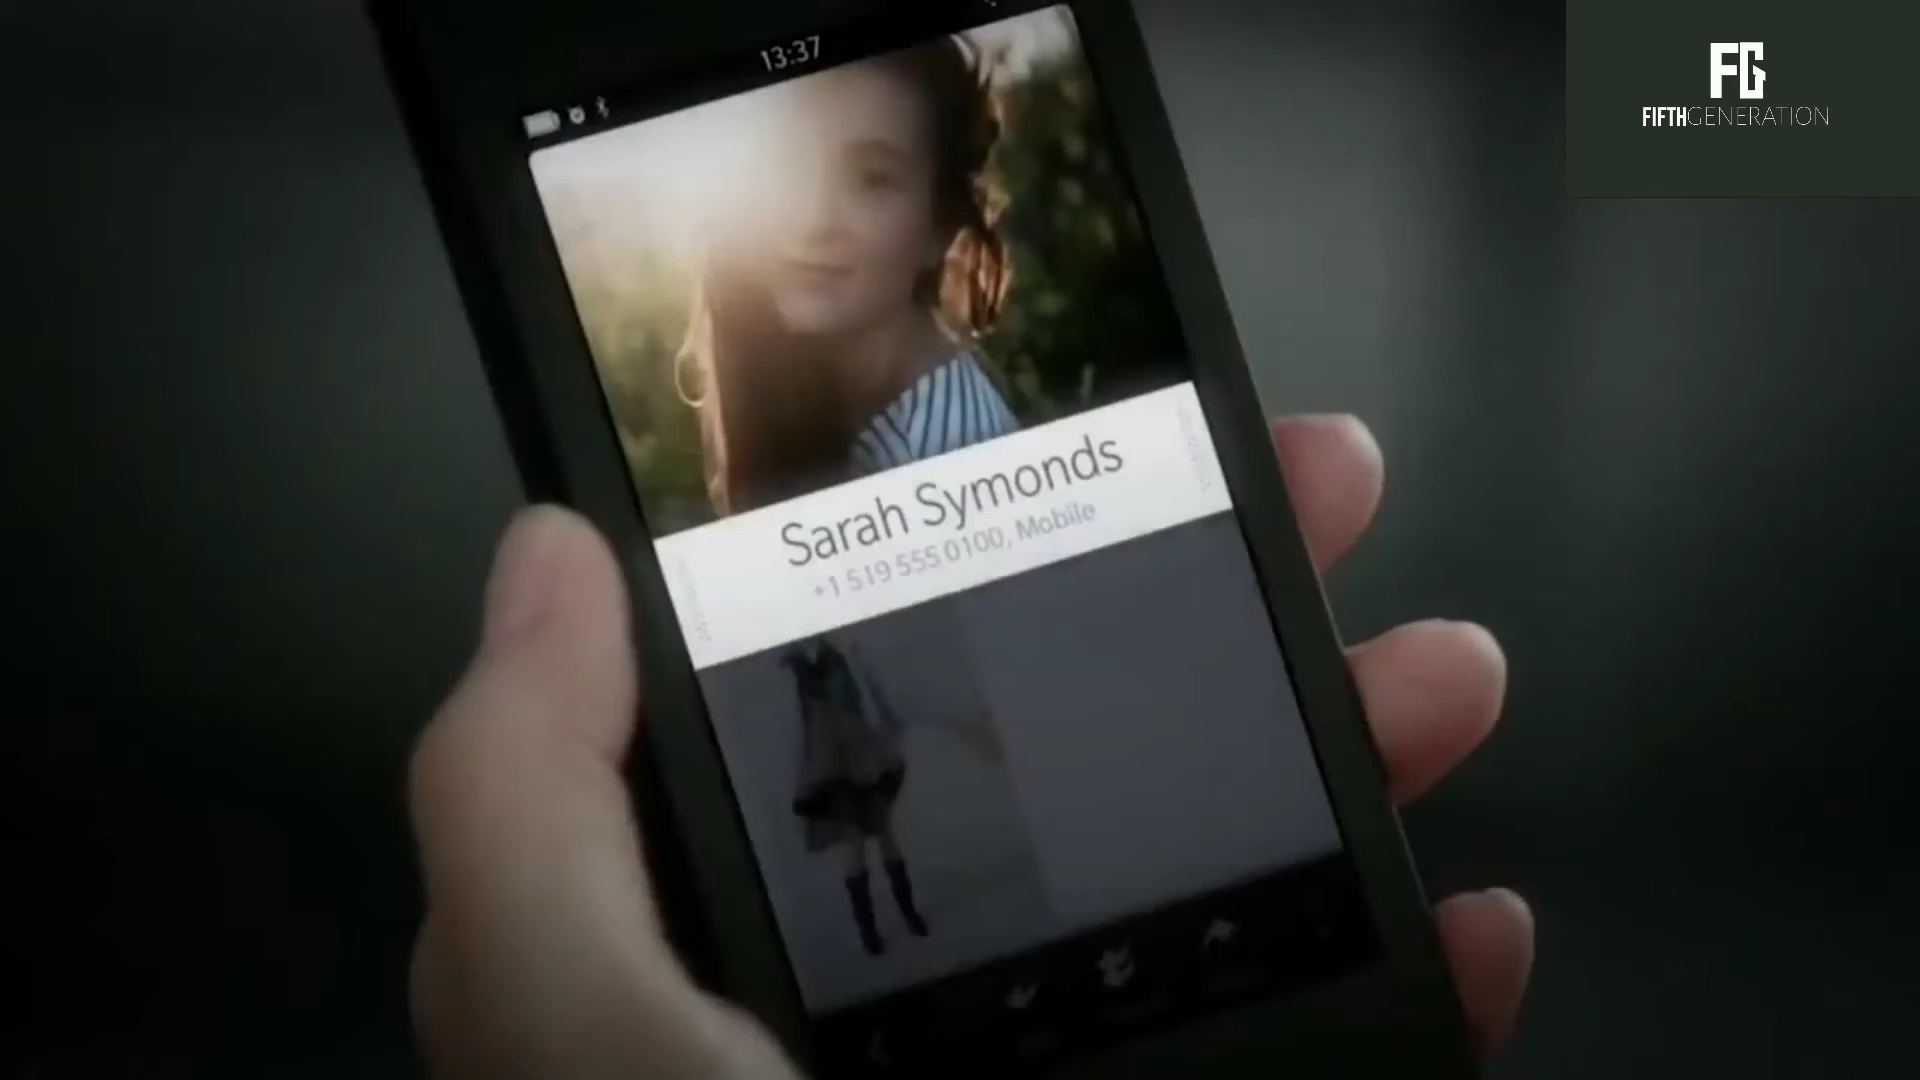 13:37
FG
FIFTHGENERATION
Sarah Symonds
+1 519 555 0100, Mobile